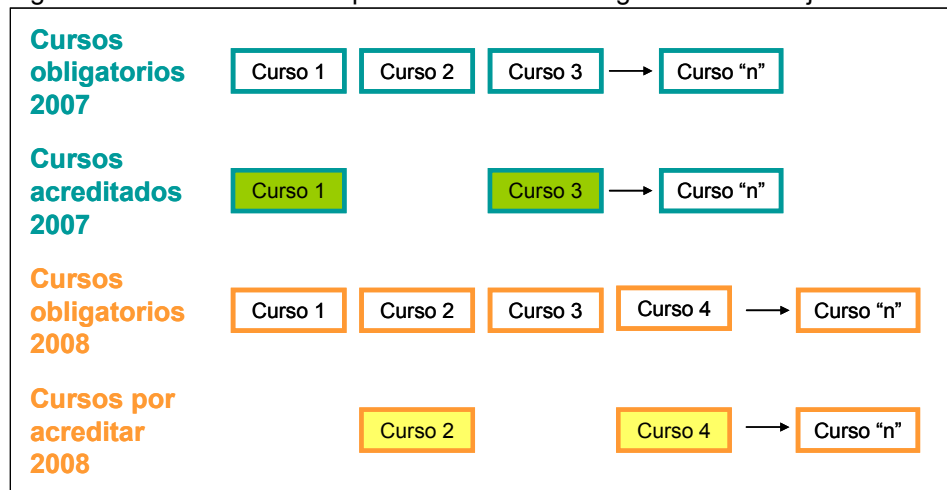 Cursos
obligatorios
2007
Curso 1
Curso 2
Curso 3
Curso “n”
Cursos
acreditados
2007
Curso 1
Curso 3
Curso “n”
Cursos
obligatorios
2008
Curso 1
Curso 2
Curso 3
Curso 4
Curso “n”
Cursos por
acreditar
2008
Curso 2
Curso 4
Curso “n”